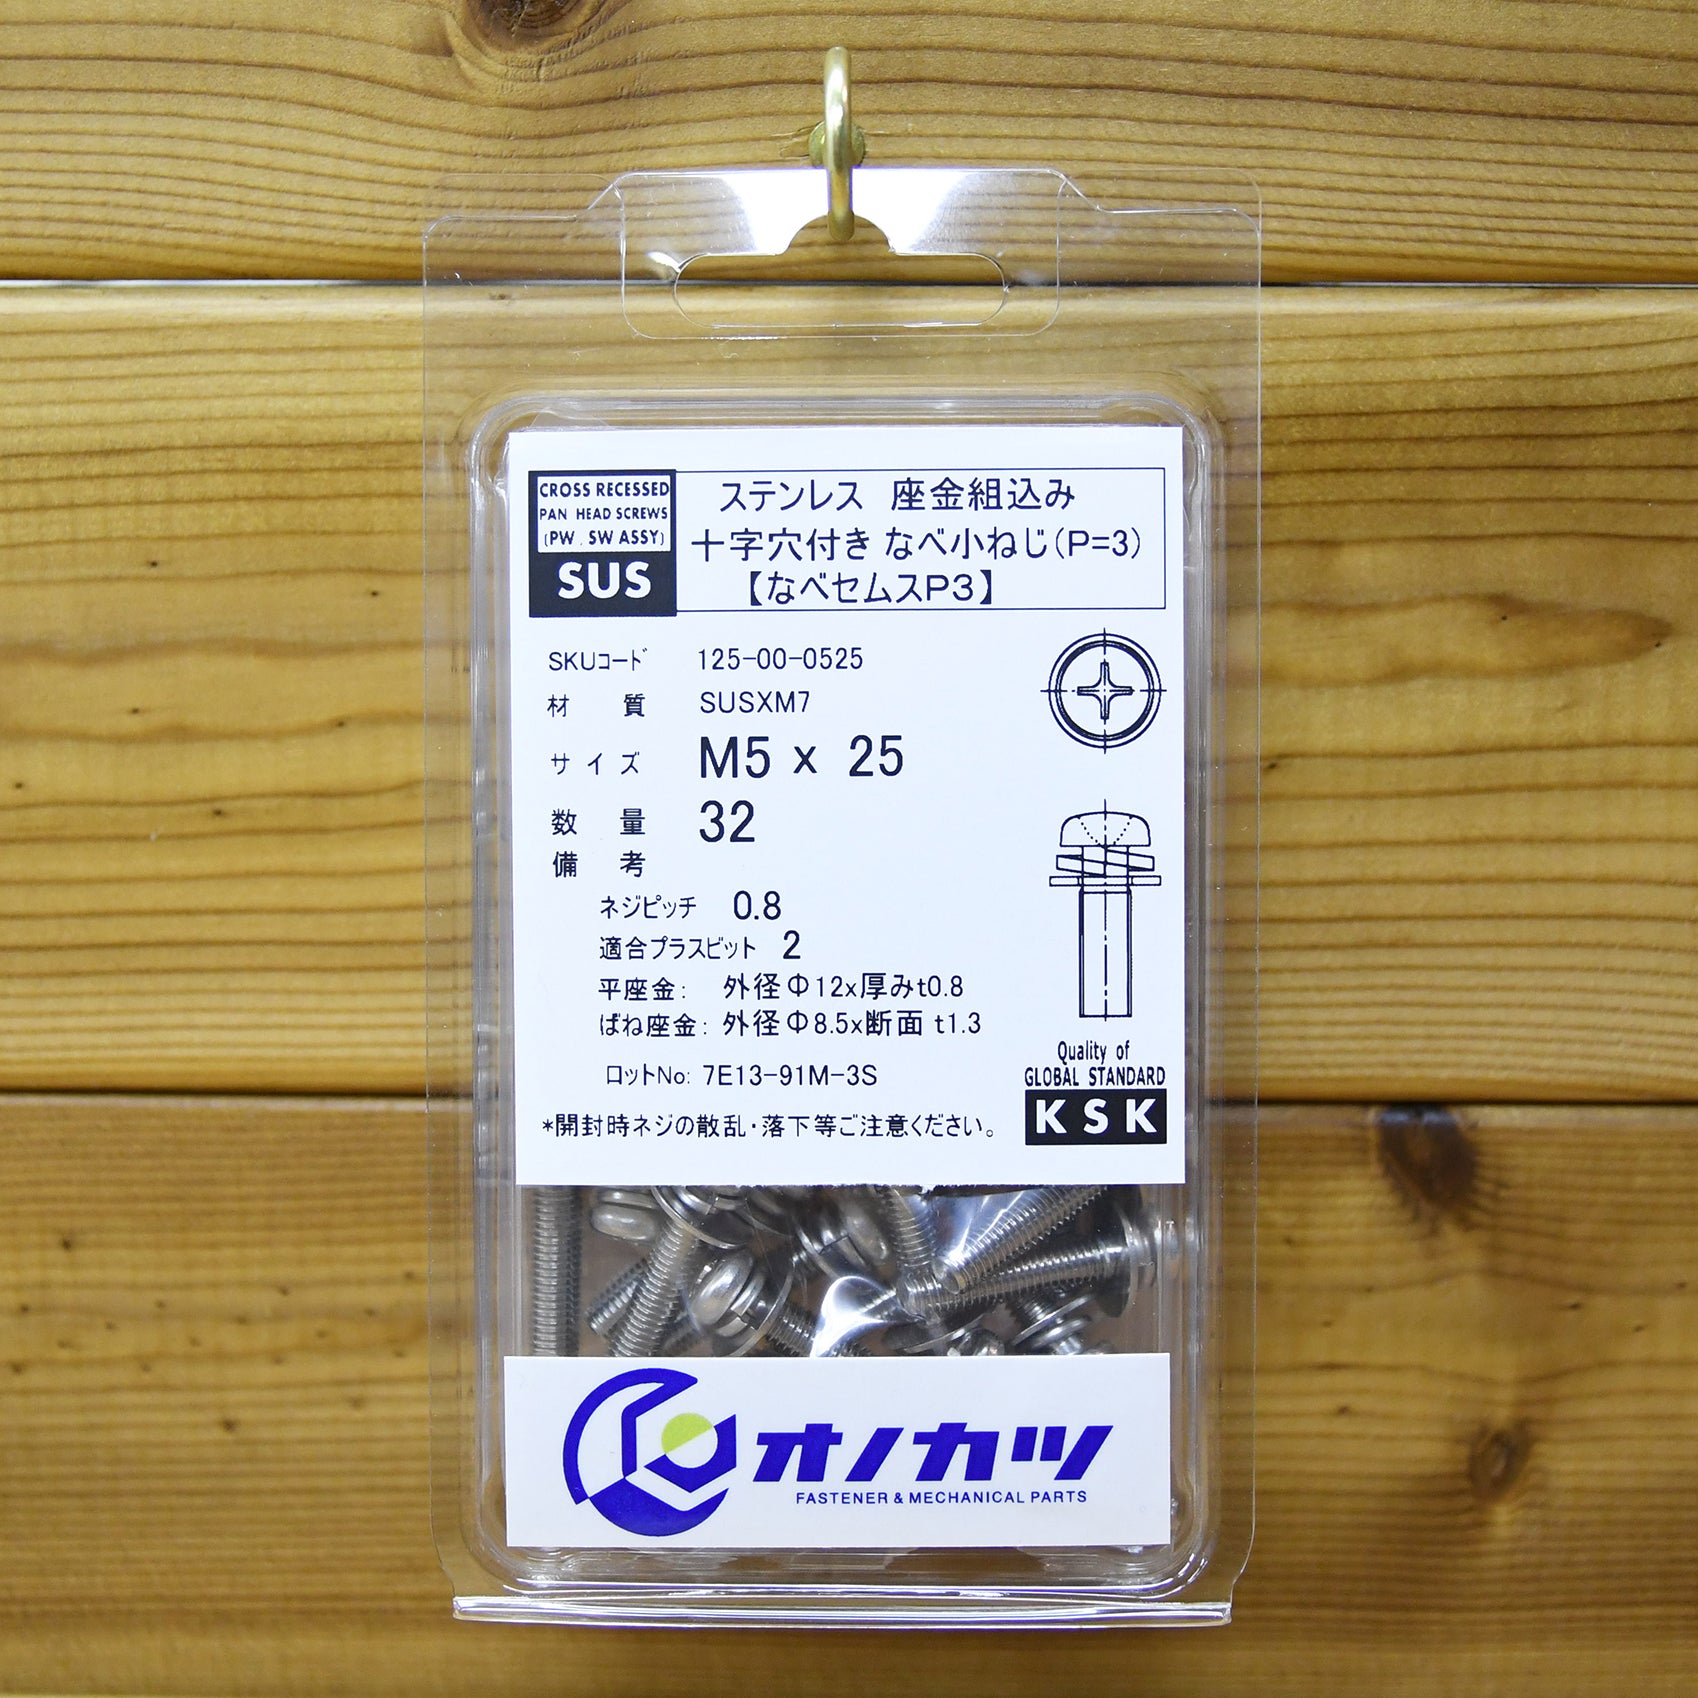 CROSS RECESSED
PAN HEAD SCREWS
(PW . SW ASSY)
SUS
ステンレス 座金組込み
十字穴付き なべ小ねじ(P=3)
【なべセムスP3】
SKUコード 125-00-0525
材 質 SUSXM7
サイズ M5 x 25
数 量 32
備 考
ネジピッチ 0.8
適合プラスビット 2
平座金: 外径Φ12x厚みt0.8
ばね座金: 外径Φ8.5x断面 t1.3
ロットNo: 7E13-91M-3S
*開封時ネジの散乱・落下等ご注意ください。
Quality of
GLOBAL STANDARD
KSK
オノカツ
FASTENER & MECHANICAL PARTS